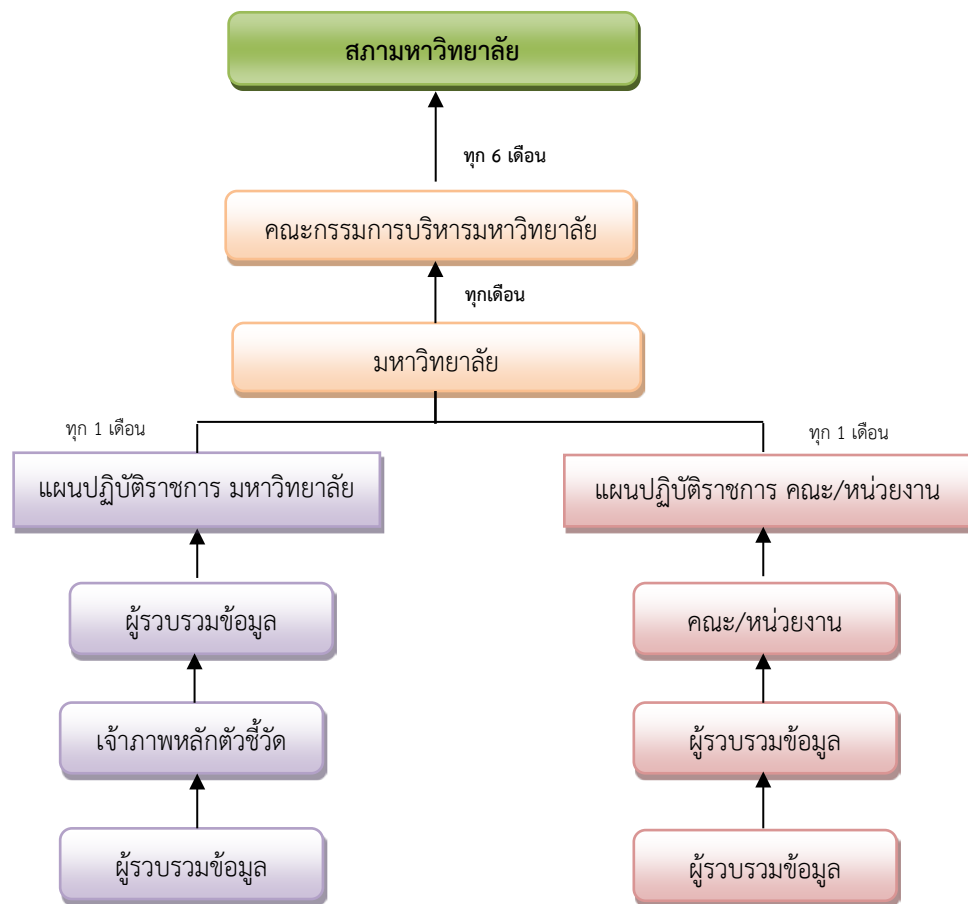 สภามหาวิทยาลัย
ทุก 6 เดือน
คณะกรรมการบริหารมหาวิทยาลัย
ทุกเดือน
มหาวิทยาลัย
ทุก 1 เดือน
ทุก 1 เดือน
แผนปฏิบัติราชการ มหาวิทยาลัย
แผนปฏิบัติราชการ คณะ/หน่วยงาน
ผู้รวบรวมข้อมูล
คณะ/หน่วยงาน
เจ้าภาพหลักตัวชี้วัด
ผู้รวบรวมข้อมูล
ผู้รวบรวมข้อมูล
ผู้รวบรวมข้อมูล